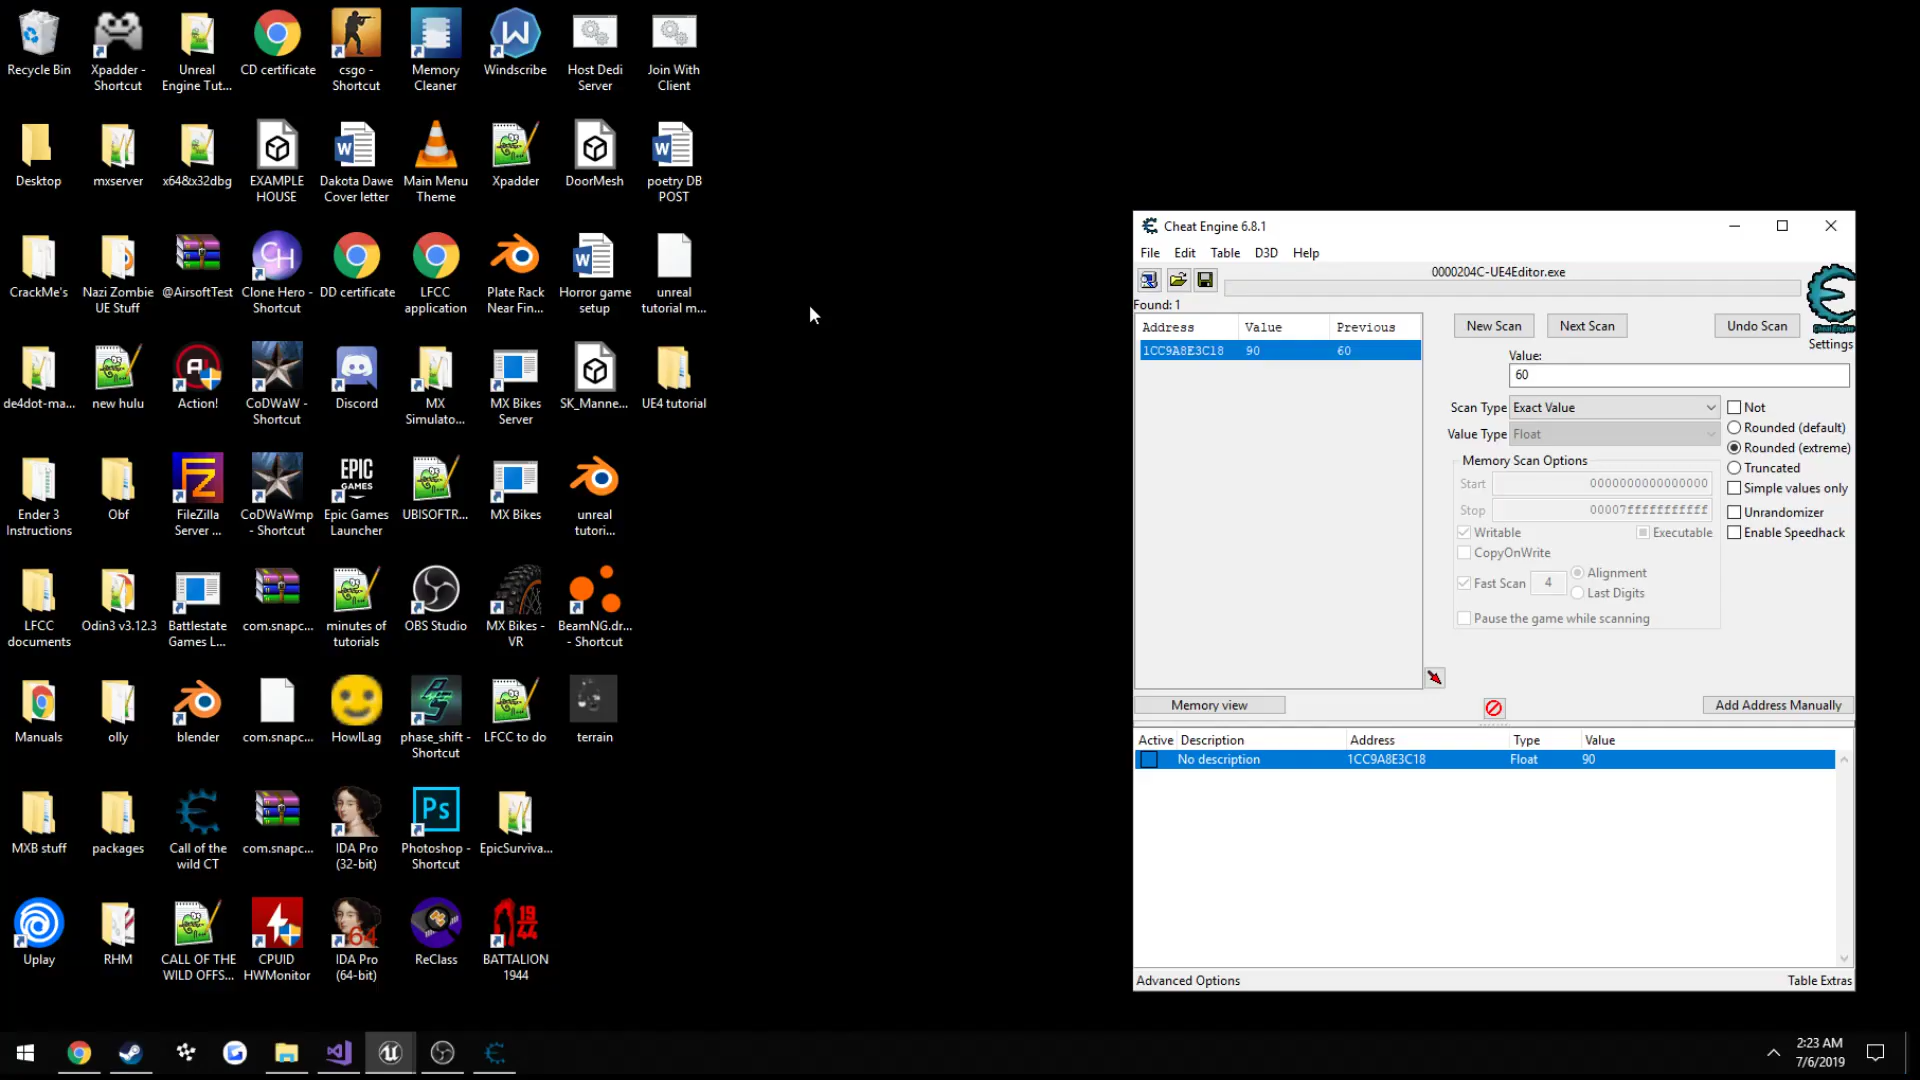 Recycle Bin
Xpadder -
Shortcut
Unreal
Engine Tut...
CD certificate
csgo -
Shortcut
Memory
Cleaner
Windscribe
Host Dedi
Server
Join With
Client
Desktop
mxserver
x64&x32dbg
EXAMPLE
HOUSE
Dakota Dawe
Cover letter
Main Menu
Theme
Xpadder
DoorMesh
poetry DB
POST
CrackMe's
Nazi Zombie
UE Stuff
@AirsoftTest
Clone Hero -
Shortcut
DD certificate
LFCC
application
Plate Rack
Near Fin...
Horror game
setup
unreal
tutorial m...
de4dot-ma...
new hulu
Action!
CoDWaW -
Shortcut
Discord
MX
Simulato...
MX Bikes
Server
SK_Manne...
UE4 tutorial
Ender 3
Instructions
Obf
FileZilla
Server ...
CoDWaWmp
- Shortcut
EPIC
GAMES
Epic Games
Launcher
UBISOFTR...
MX Bikes
unreal
tutori...
LFCC
documents
Odin3 v3.12.3
Battlestate
Games L...
com.snapc...
minutes of
tutorials
OBS Studio
MX Bikes -
VR
BeamNG.dr...
- Shortcut
Manuals
olly
blender
com.snapc...
HowlLag
phase_shift -
Shortcut
LFCC to do
terrain
MXB stuff
packages
Call of the
wild CT
com.snapc...
IDA Pro
(32-bit)
Ps
Photoshop -
Shortcut
EpicSurviva...
Uplay
RHM
CALL OF THE
WILD OFFS...
CPUID
HWMonitor
64
IDA Pro
(64-bit)
ReClass
19
44
BATTALION
1944
Cheat Engine 6.8.1
File Edit Table D3D Help
0000204C-UE4Editor.exe
Found: 1
Address Value Previous
1CC9A8E3C18 90 60
New Scan Next Scan Undo Scan
Cheat Engine
Settings
Value:
60
Scan Type Exact Value Not
Rounded (default)
Value Type Float
Rounded (extreme)
Memory Scan Options
Truncated
Start 0000000000000000
Simple values only
Stop 00007fffffffffff
Unrandomizer
Writable Executable Enable Speedhack
CopyOnWrite
Fast Scan 4 Alignment
Last Digits
Pause the game while scanning
Memory view Add Address Manually
Active Description Address Type Value
No description 1CC9A8E3C18 Float 90
Advanced Options Table Extras
2:23 AM
7/6/2019